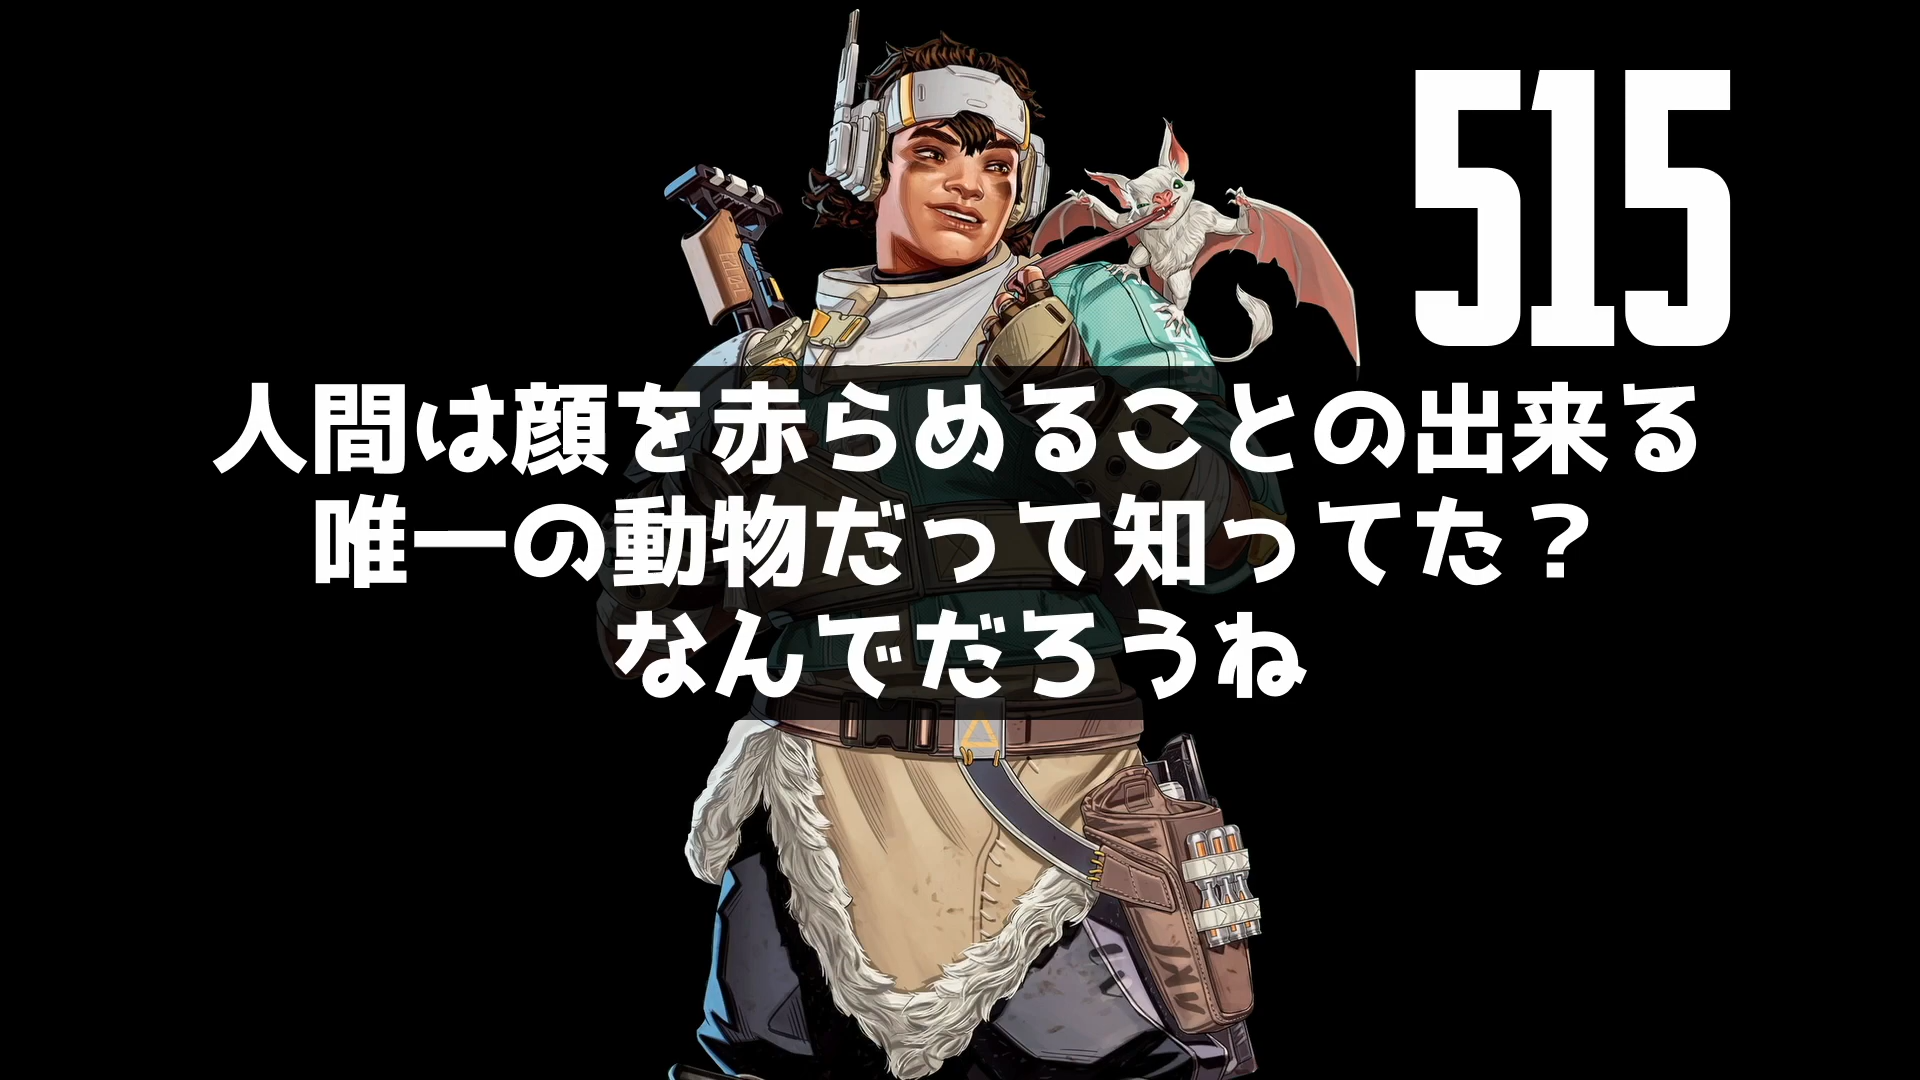 515
人間は顔を赤らめることの出来る
唯一の動物だって知ってた？
なんでだろうね